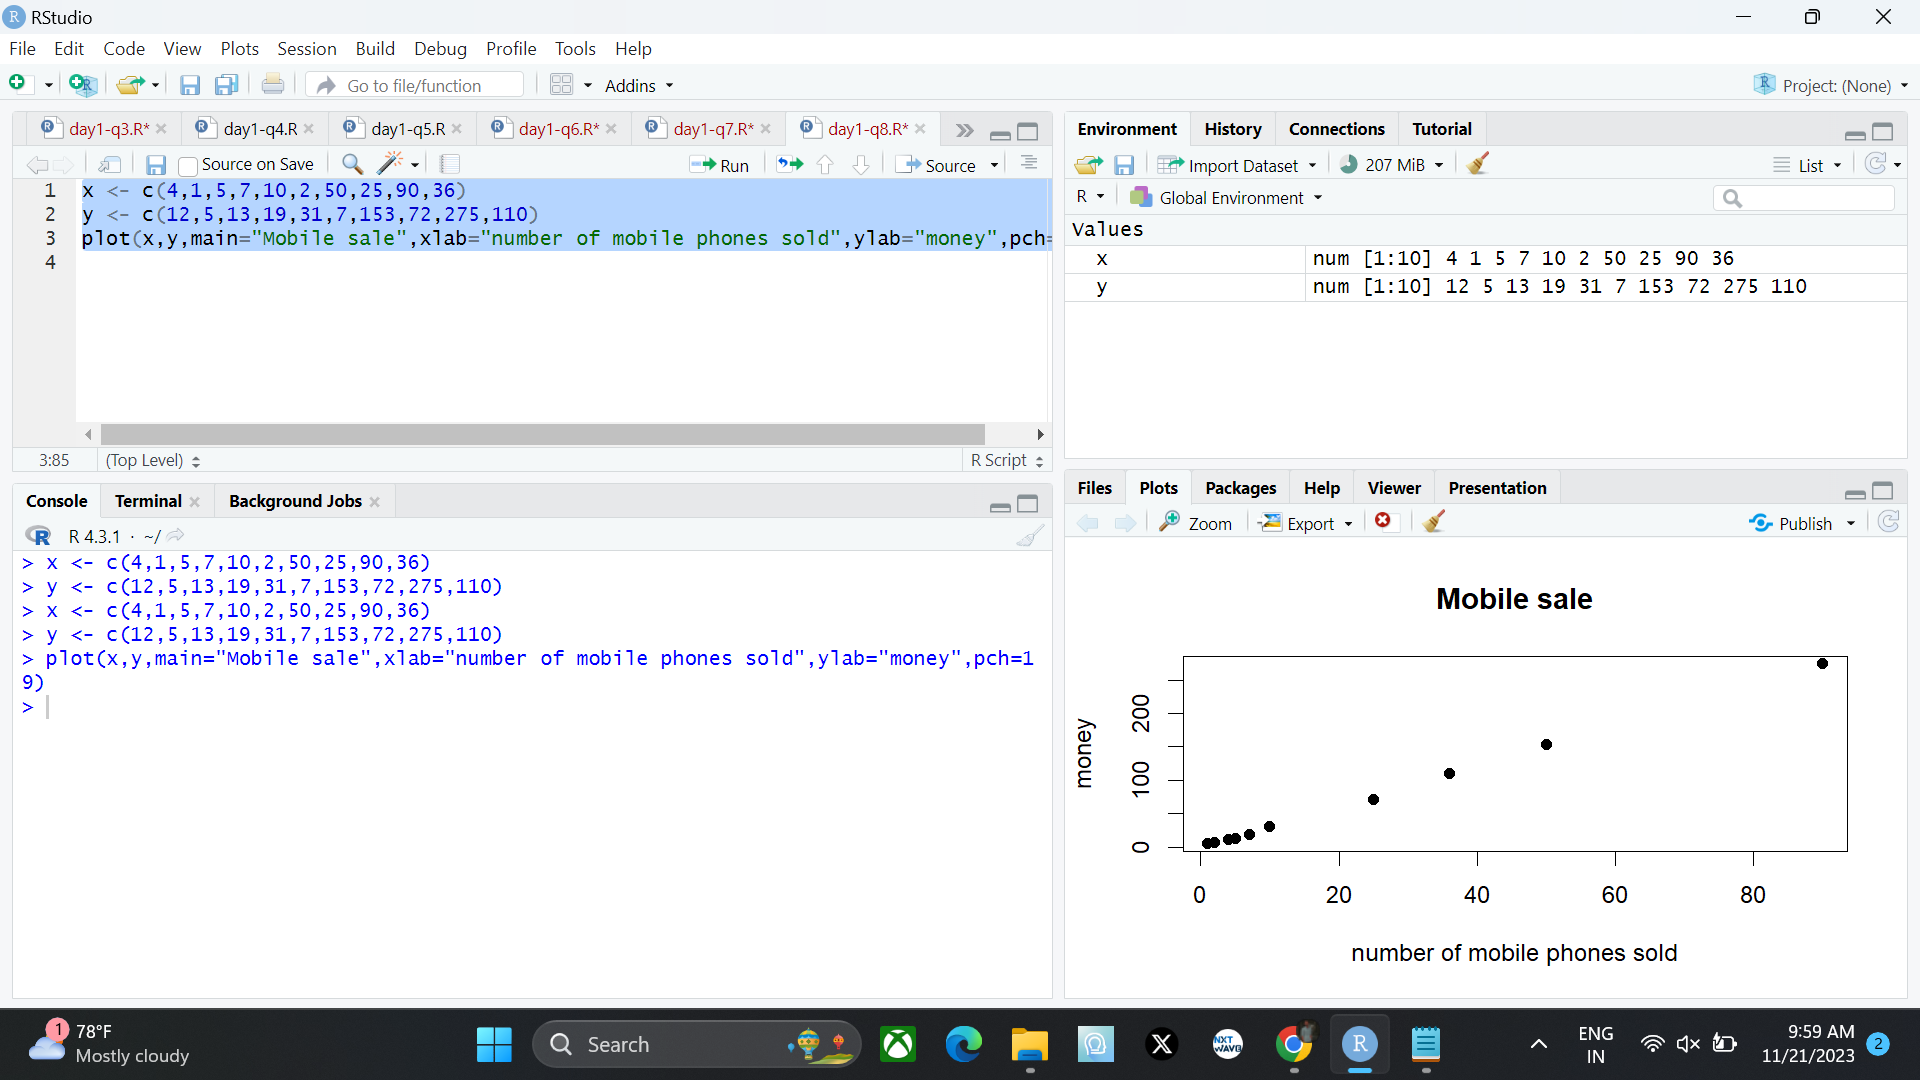 RStudio
File Edit Code View Plots Session Build Debug Profile Tools Help
Go to file/function Addins Project: (None)
day1-q3.R* day1-q4.R day1-q5.R day1-q6.R* day1-q7.R* day1-q8.R*
Source on Save Run Source
1 x <- c(4,1,5,7,10,2,50,25,90,36)
2 y <- c(12,5,13,19,31,7,153,72,275,110)
3 plot(x,y,main="Mobile sale",xlab="number of mobile phones sold",ylab="money",pch=
4
3:85 (Top Level) R Script
Console Terminal Background Jobs
R 4.3.1 · ~/
> x <- c(4,1,5,7,10,2,50,25,90,36)
> y <- c(12,5,13,19,31,7,153,72,275,110)
> x <- c(4,1,5,7,10,2,50,25,90,36)
> y <- c(12,5,13,19,31,7,153,72,275,110)
> plot(x,y,main="Mobile sale",xlab="number of mobile phones sold",ylab="money",pch=1
9)
>
Environment History Connections Tutorial
Import Dataset 207 MiB List
R Global Environment
Values
x num [1:10] 4 1 5 7 10 2 50 25 90 36
y num [1:10] 12 5 13 19 31 7 153 72 275 110
Files Plots Packages Help Viewer Presentation
Zoom Export Publish
Mobile sale
money
200
100
0
0 20 40 60 80
number of mobile phones sold
1 78°F
Mostly cloudy
Search
X
NXT
WAVE
R
ENG
IN
9:59 AM
11/21/2023
2